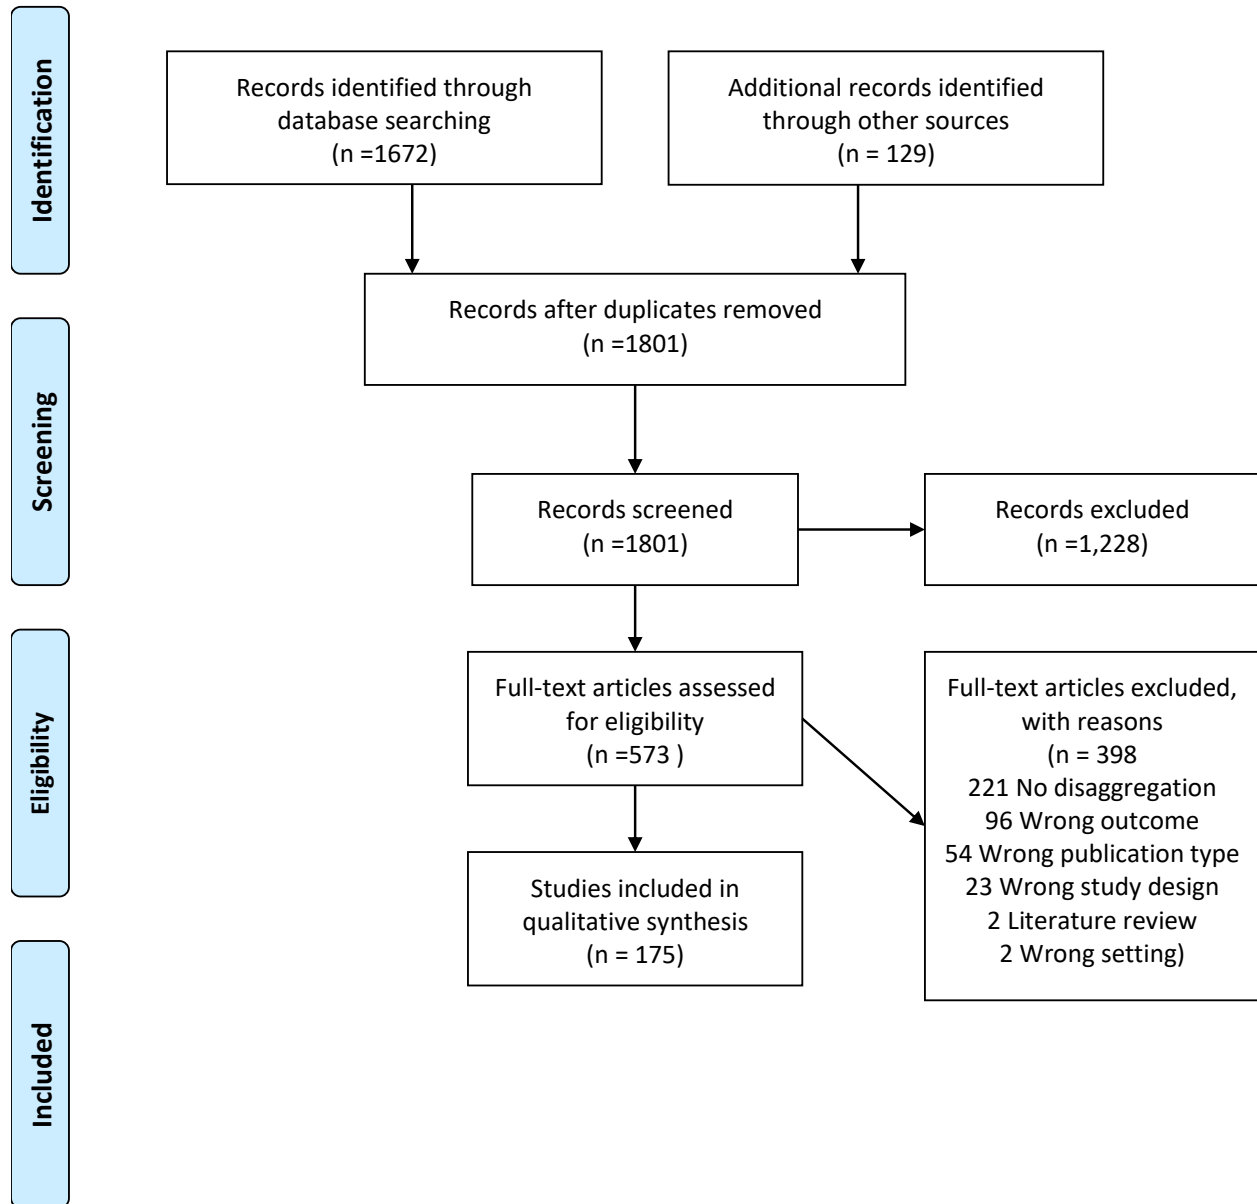 Identification
Records identified through
database searching
(n =1672)
Additional records identified
through other sources
(n = 129)
Records after duplicates removed
(n =1801)
Screening
Records screened
(n =1801)
Records excluded
(n =1,228)
Eligibility
Full-text articles assessed
for eligibility
(n =573 )
Full-text articles excluded,
with reasons
(n = 398
221 No disaggregation
96 Wrong outcome
54 Wrong publication type
23 Wrong study design
2 Literature review
2 Wrong setting)
Studies included in
qualitative synthesis
(n = 175)
Included